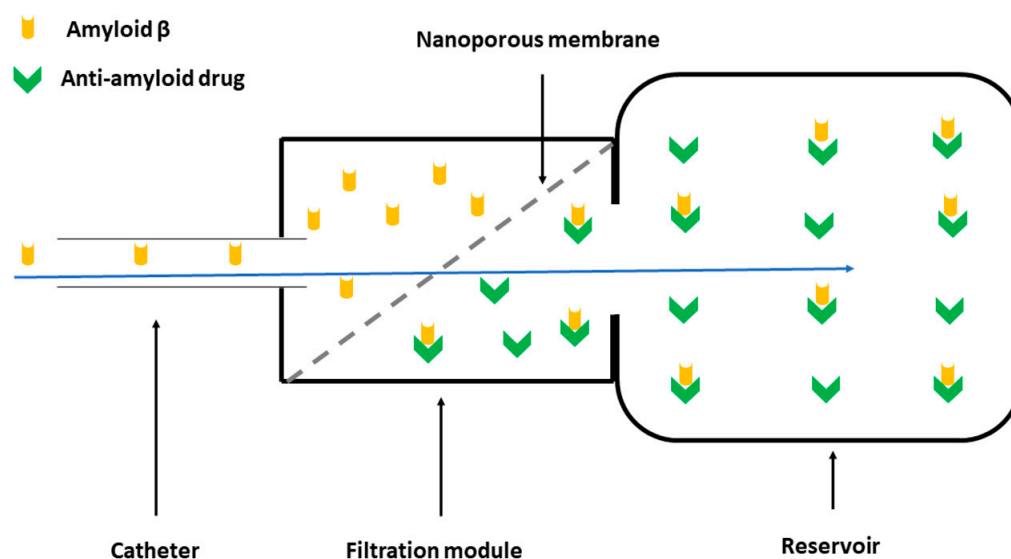 Amyloid β
Anti-amyloid drug
Nanoporous membrane
Catheter
Filtration module
Reservoir